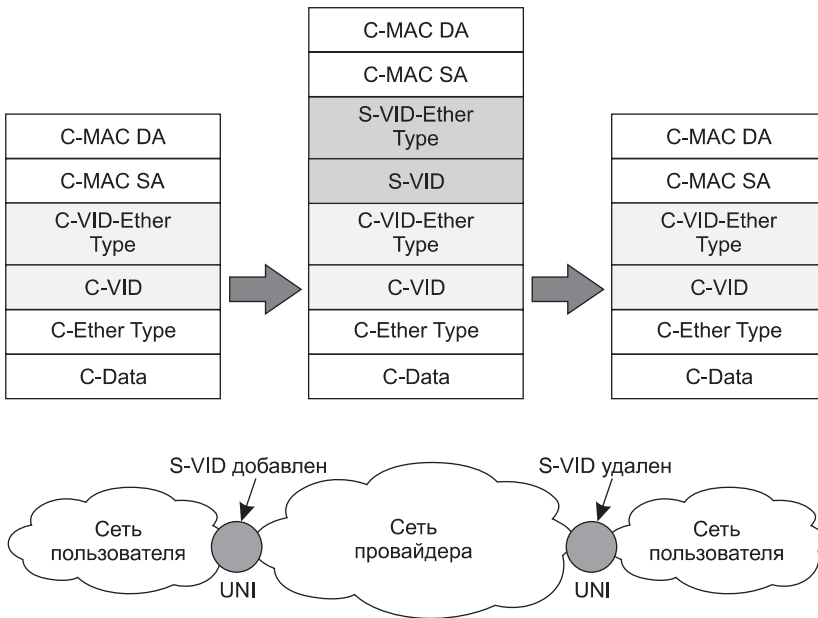 C-MAC DA
C-MAC SA
C-VID-Ether
Type
C-VID
C-Ether Type
C-Data
C-MAC DA
C-MAC SA
S-VID-Ether
Type
S-VID
C-VID-Ether
Type
C-VID
C-Ether Type
C-Data
C-MAC DA
C-MAC SA
C-VID-Ether
Type
C-VID
C-Ether Type
C-Data
S-VID добавлен
S-VID удален
Сеть
пользователя
UNI
Сеть
провайдера
UNI
Сеть
пользователя